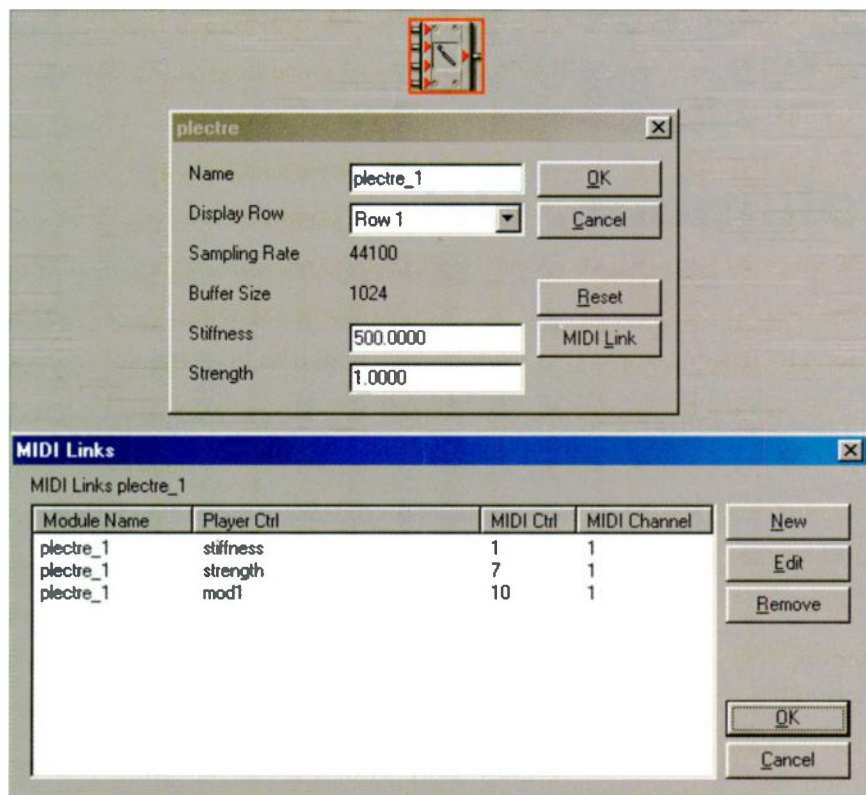 plectre
Name plectre_1 OK
Display Row Row 1 Cancel
Sampling Rate 44100
Buffer Size 1024 Reset
Stiffness 500.0000 MIDI Link
Strength 1.0000
MIDI Links
MIDI Links plectre_1
Module Name Player Ctrl MIDI Ctrl MIDI Channel New
plectre_1 stiffness 1 1
plectre_1 strength 7 1 Edit
plectre_1 mod1 10 1 Remove
OK
Cancel